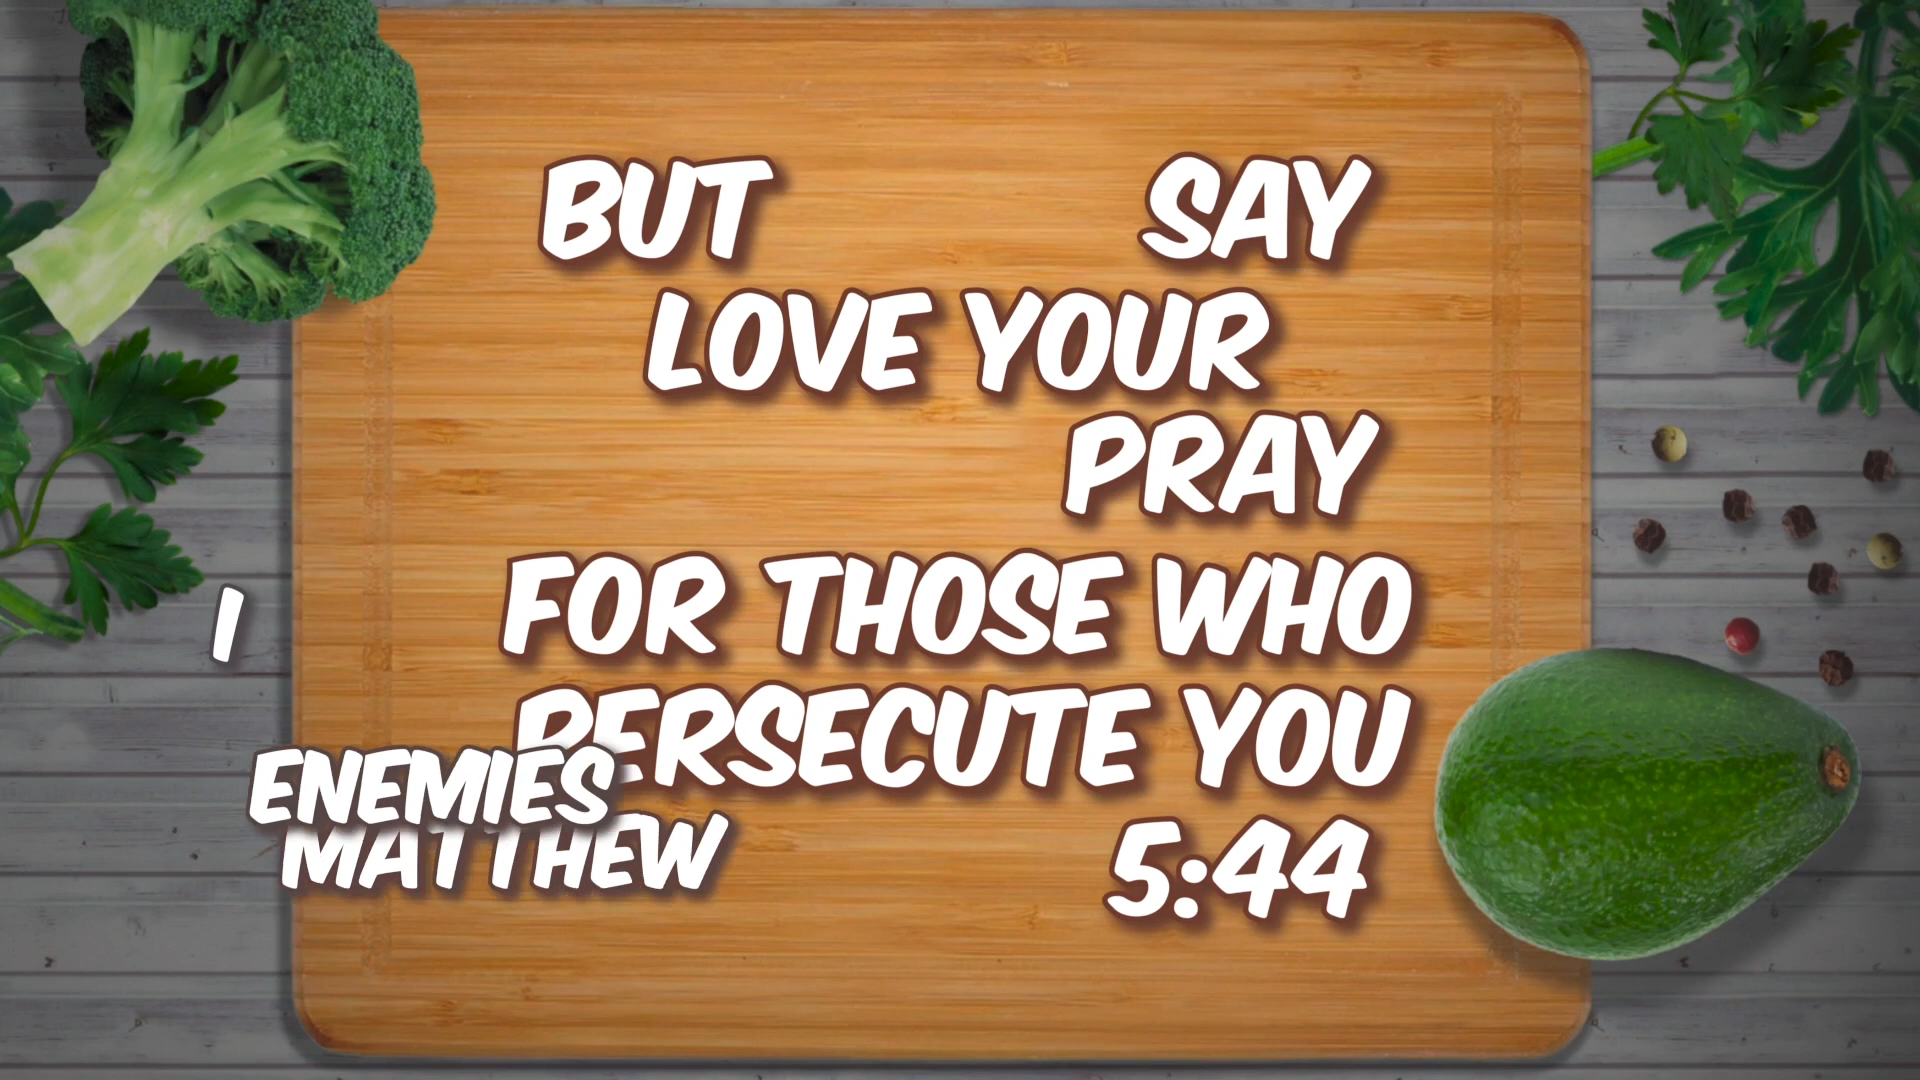 BUT SAY
LOVE YOUR
PRAY
FOR THOSE WHO
I
PERSECUTE YOU
ENEMIES
MATTHEW
5:44